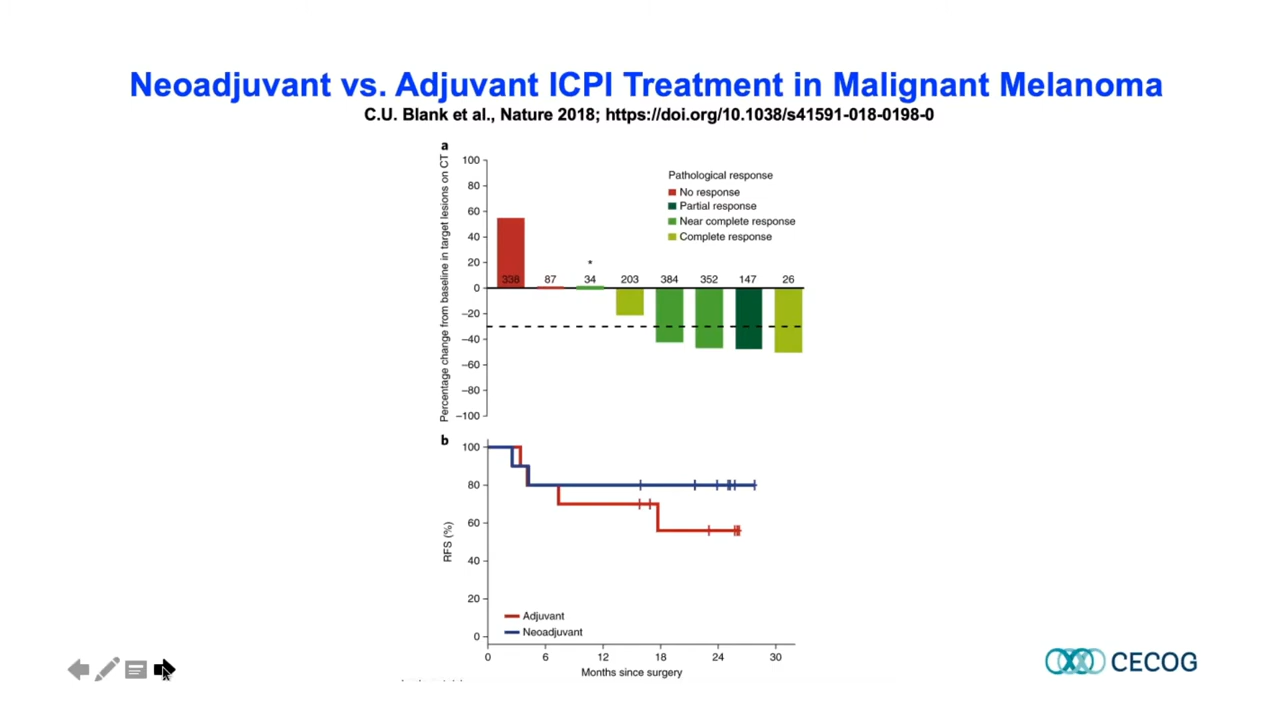 Neoadjuvant vs. Adjuvant ICPI Treatment in Malignant Melanoma
C.U. Blank et al., Nature 2018; https://doi.org/10.1038/s41591-018-0198-0
a
Percentage change from baseline in target lesions on CT
100
80
60
40
20
0
–20
–40
–60
–80
–100
Pathological response
No response
Partial response
Near complete response
Complete response
*
338 87 34 203 384 352 147 26
b
RFS (%)
100
80
60
40
20
0
Adjuvant
Neoadjuvant
0 6 12 18 24 30
Months since surgery
CECOG